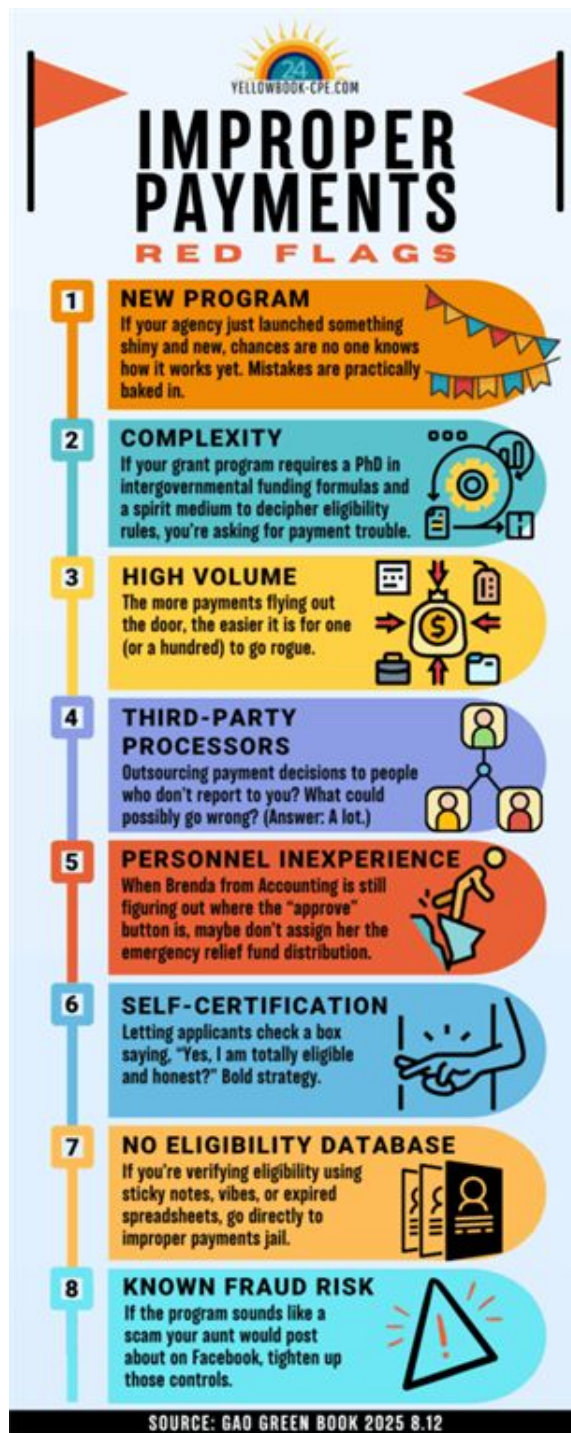 24
YELLOWBOOK-CPE.COM
IMPROPER
PAYMENTS
RED FLAGS
1
NEW PROGRAM
If your agency just launched something
shiny and new, chances are no one knows
how it works yet. Mistakes are practically
baked in.
2
COMPLEXITY
If your grant program requires a PhD in
intergovernmental funding formulas and
a spirit medium to decipher eligibility
rules, you're asking for payment trouble.
3
HIGH VOLUME
The more payments flying out
the door, the easier it is for one
(or a hundred) to go rogue.
$
4
THIRD-PARTY
PROCESSORS
Outsourcing payment decisions to people
who don't report to you? What could
possibly go wrong? (Answer: A lot.)
5
PERSONNEL INEXPERIENCE
When Brenda from Accounting is still
figuring out where the "approve"
button is, maybe don't assign her the
emergency relief fund distribution.
6
SELF-CERTIFICATION
Letting applicants check a box
saying, "Yes, I am totally eligible
and honest?" Bold strategy.
7
NO ELIGIBILITY DATABASE
If you're verifying eligibility using
sticky notes, vibes, or expired
spreadsheets, go directly to
improper payments jail.
8
KNOWN FRAUD RISK
If the program sounds like a
scam your aunt would post
about on Facebook, tighten up
those controls.
!
SOURCE: GAO GREEN BOOK 2025 8.12